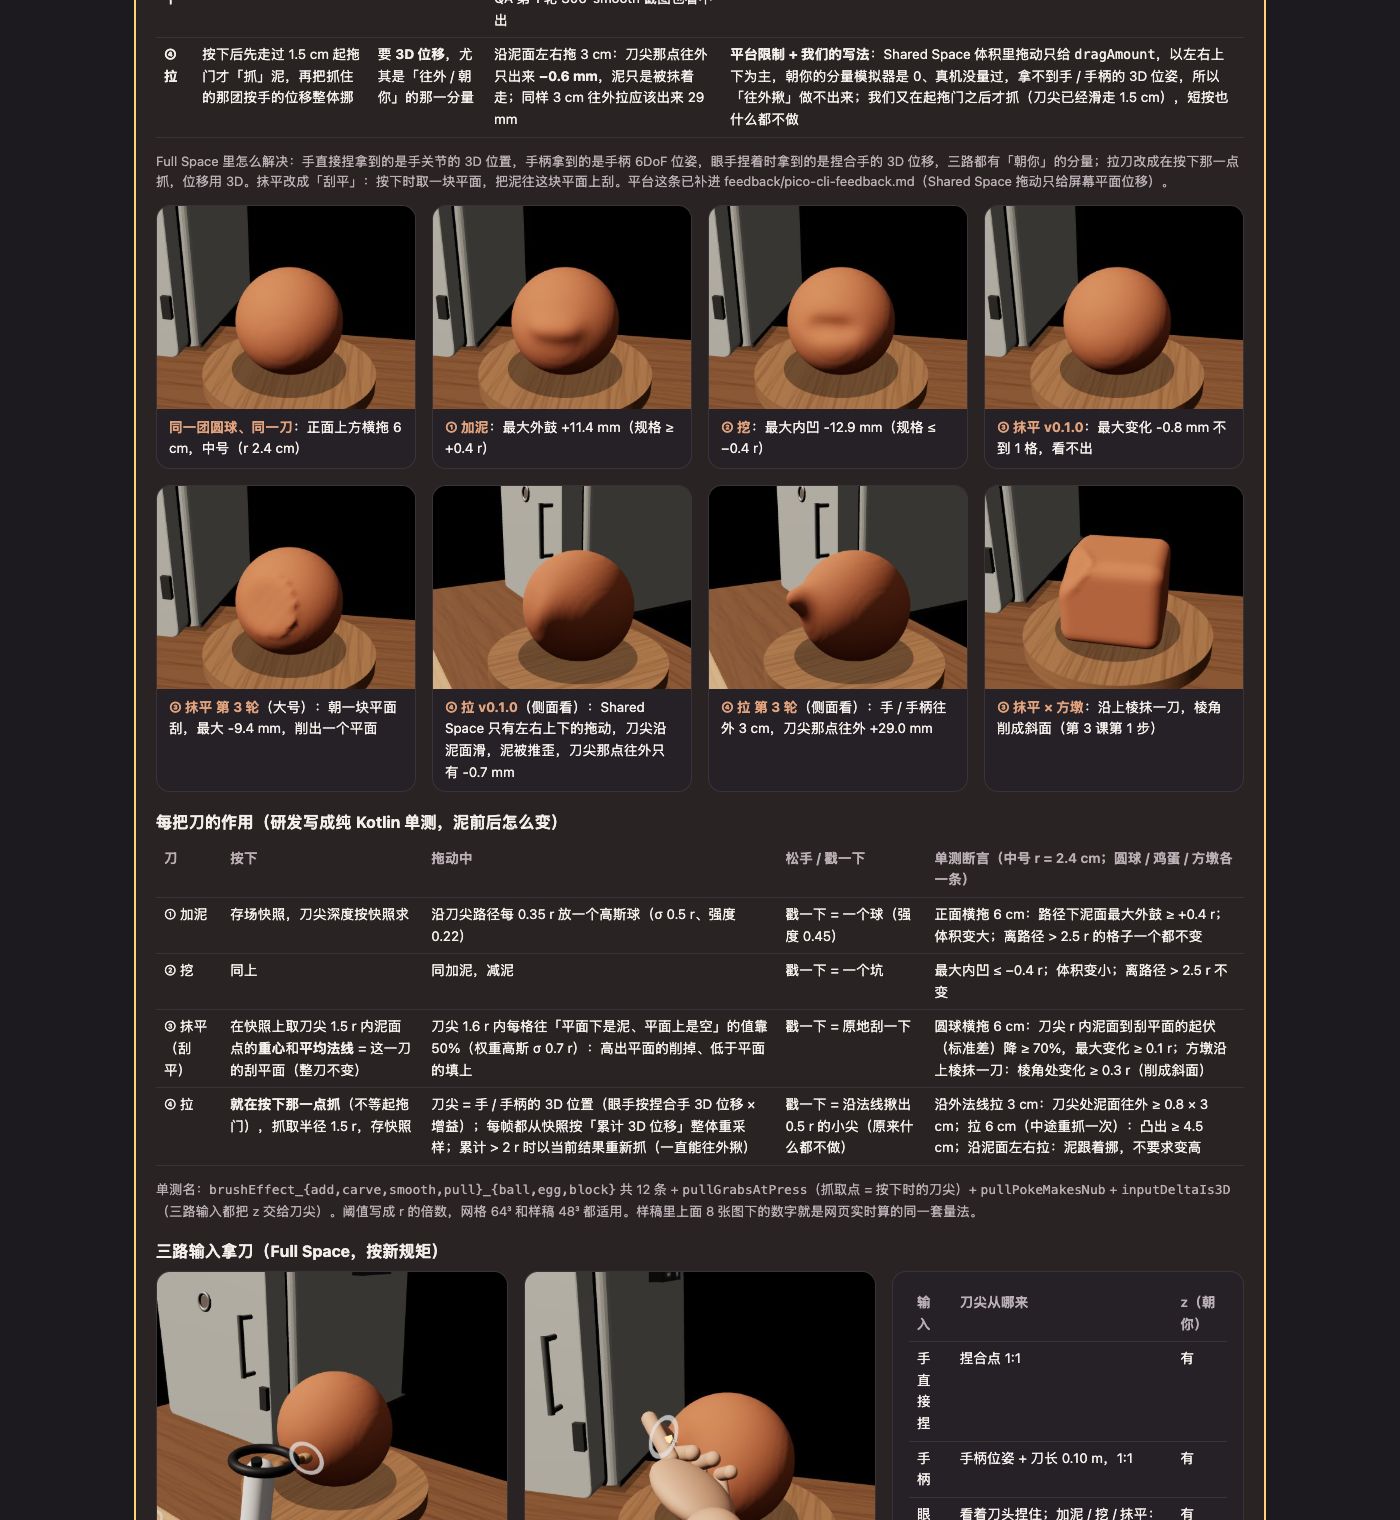 出
④
拉
按下后先走过 1.5 cm 起拖
门才「抓」泥，再把抓住
的那团按手的位移整体挪
要 3D 位移，尤
其是「往外 / 朝
你」的那一分量
沿泥面左右拖 3 cm：刀尖那点往外
只出来 −0.6 mm，泥只是被抹着
走；同样 3 cm 往外拉应该出来 29
mm
平台限制 + 我们的写法：Shared Space 体积里拖动只给 dragAmount，以左右上
下为主，朝你的分量模拟器是 0、真机没量过，拿不到手 / 手柄的 3D 位姿，所以
「往外揪」做不出来；我们又在起拖门之后才抓（刀尖已经滑走 1.5 cm），短按也
什么都不做
Full Space 里怎么解决：手直接捏拿到的是手关节的 3D 位置，手柄拿到的是手柄 6DoF 位姿，眼手捏着时拿到的是捏合手的 3D 位移，三路都有「朝你」的分量；拉刀改成在按下那一点
抓，位移用 3D。抹平改成「刮平」：按下时取一块平面，把泥往这块平面上刮。平台这条已补进 feedback/pico-cli-feedback.md（Shared Space 拖动只给屏幕平面位移）。
同一团圆球、同一刀：正面上方横拖 6
cm，中号（r 2.4 cm）
① 加泥：最大外鼓 +11.4 mm（规格 ≥
+0.4 r）
② 挖：最大内凹 -12.9 mm（规格 ≤
−0.4 r）
③ 抹平 v0.1.0：最大变化 -0.8 mm 不
到 1 格，看不出
③ 抹平 第 3 轮（大号）：朝一块平面
刮，最大 -9.4 mm，削出一个平面
④ 拉 v0.1.0（侧面看）：Shared
Space 只有左右上下的拖动，刀尖沿
泥面滑，泥被推歪，刀尖那点往外只
有 -0.7 mm
④ 拉 第 3 轮（侧面看）：手 / 手柄往
外 3 cm，刀尖那点往外 +29.0 mm
③ 抹平 × 方墩：沿上棱抹一刀，棱角
削成斜面（第 3 课第 1 步）
每把刀的作用（研发写成纯 Kotlin 单测，泥前后怎么变）
刀
按下
拖动中
松手 / 戳一下
单测断言（中号 r = 2.4 cm；圆球 / 鸡蛋 / 方墩各
一条）
① 加泥
存场快照，刀尖深度按快照求
沿刀尖路径每 0.35 r 放一个高斯球（σ 0.5 r、强度
0.22）
戳一下 = 一个球（强
度 0.45）
正面横拖 6 cm：路径下泥面最大外鼓 ≥ +0.4 r；
体积变大；离路径 > 2.5 r 的格子一个都不变
② 挖
同上
同加泥，减泥
戳一下 = 一个坑
最大内凹 ≤ −0.4 r；体积变小；离路径 > 2.5 r 不
变
③ 抹平
（刮
平）
在快照上取刀尖 1.5 r 内泥面
点的重心和平均法线 = 这一刀
的刮平面（整刀不变）
刀尖 1.6 r 内每格往「平面下是泥、平面上是空」的值靠
50%（权重高斯 σ 0.7 r）：高出平面的削掉、低于平面
的填上
戳一下 = 原地刮一下
圆球横拖 6 cm：刀尖 r 内泥面到刮平面的起伏
（标准差）降 ≥ 70%，最大变化 ≥ 0.1 r；方墩沿
上棱抹一刀：棱角处变化 ≥ 0.3 r（削成斜面）
④ 拉
就在按下那一点抓（不等起拖
门），抓取半径 1.5 r，存快照
刀尖 = 手 / 手柄的 3D 位置（眼手按捏合手 3D 位移 ×
增益）；每帧都从快照按「累计 3D 位移」整体重采
样；累计 > 2 r 时以当前结果重新抓（一直能往外揪）
戳一下 = 沿法线揪出
0.5 r 的小尖（原来什
么都不做）
沿外法线拉 3 cm：刀尖处泥面往外 ≥ 0.8 × 3
cm；拉 6 cm（中途重抓一次）：凸出 ≥ 4.5
cm；沿泥面左右拉：泥跟着挪，不要求变高
单测名：brushEffect_{add,carve,smooth,pull}_{ball,egg,block} 共 12 条 + pullGrabsAtPress（抓取点 = 按下时的刀尖）+ pullPokeMakesNub + inputDeltaIs3D
（三路输入都把 z 交给刀尖）。阈值写成 r 的倍数，网格 64³ 和样稿 48³ 都适用。样稿里上面 8 张图下的数字就是网页实时算的同一套量法。
三路输入拿刀（Full Space，按新规矩）
输
入
刀尖从哪来
z（朝
你）
手
直
接
捏
捏合点 1:1
有
手
柄
手柄位姿 + 刀长 0.10 m，1:1
有
眼
看着刀头捏住；加泥 / 挖 / 抹平：
有